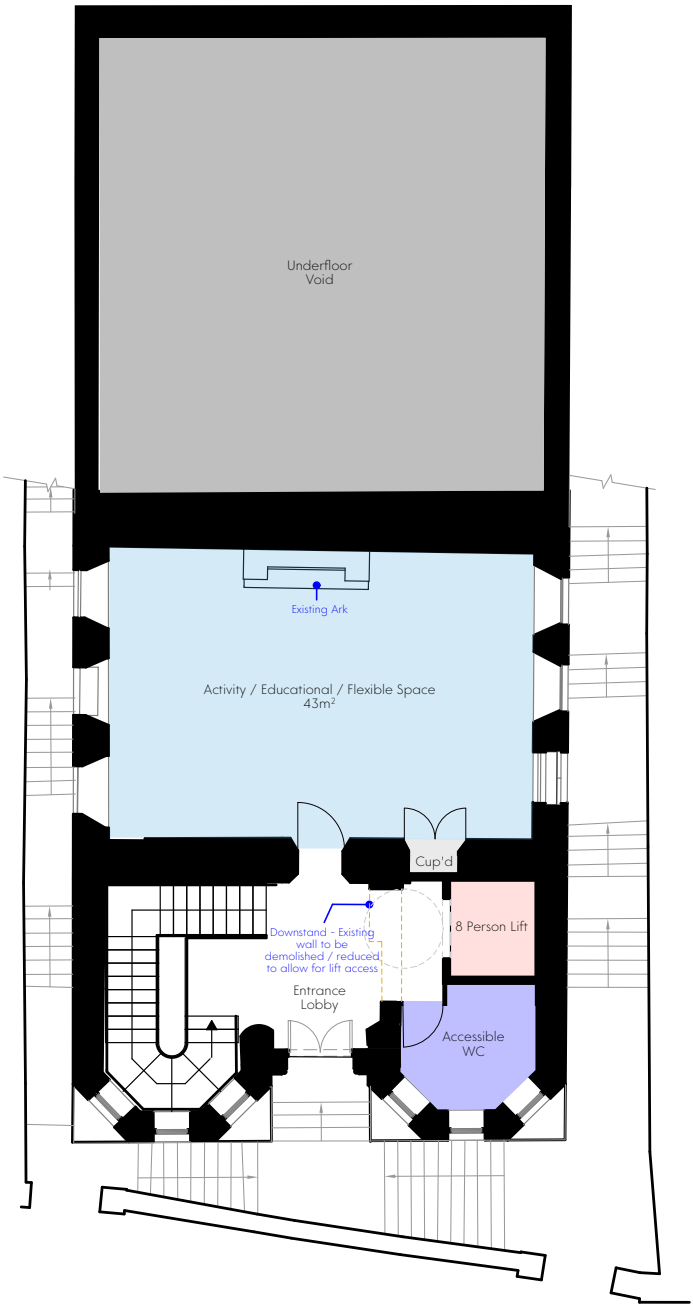 Underfloor
Void
Existing Ark
Activity / Educational / Flexible Space
43m²
Cup'd
8 Person Lift
Downstand - Existing
wall to be
demolished / reduced
to allow for lift access
Entrance
Lobby
Accessible
WC